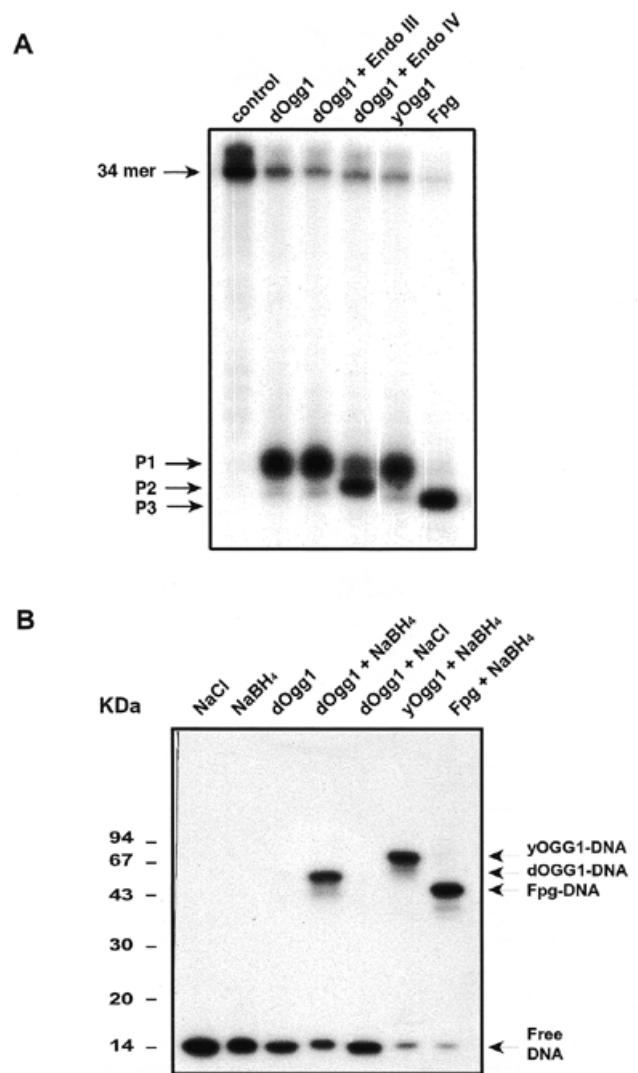 A
control
dOgg1
dOgg1 + Endo III
dOgg1 + Endo IV
yOgg1
Fpg
34 mer
P1
P2
P3
B
NaCl
NaBH₄
dOgg1
dOgg1 + NaBH₄
dOgg1 + NaCl
yOgg1 + NaBH₄
Fpg + NaBH₄
KDa
94
67
43
30
20
14
yOGG1-DNA
dOGG1-DNA
Fpg-DNA
Free
DNA